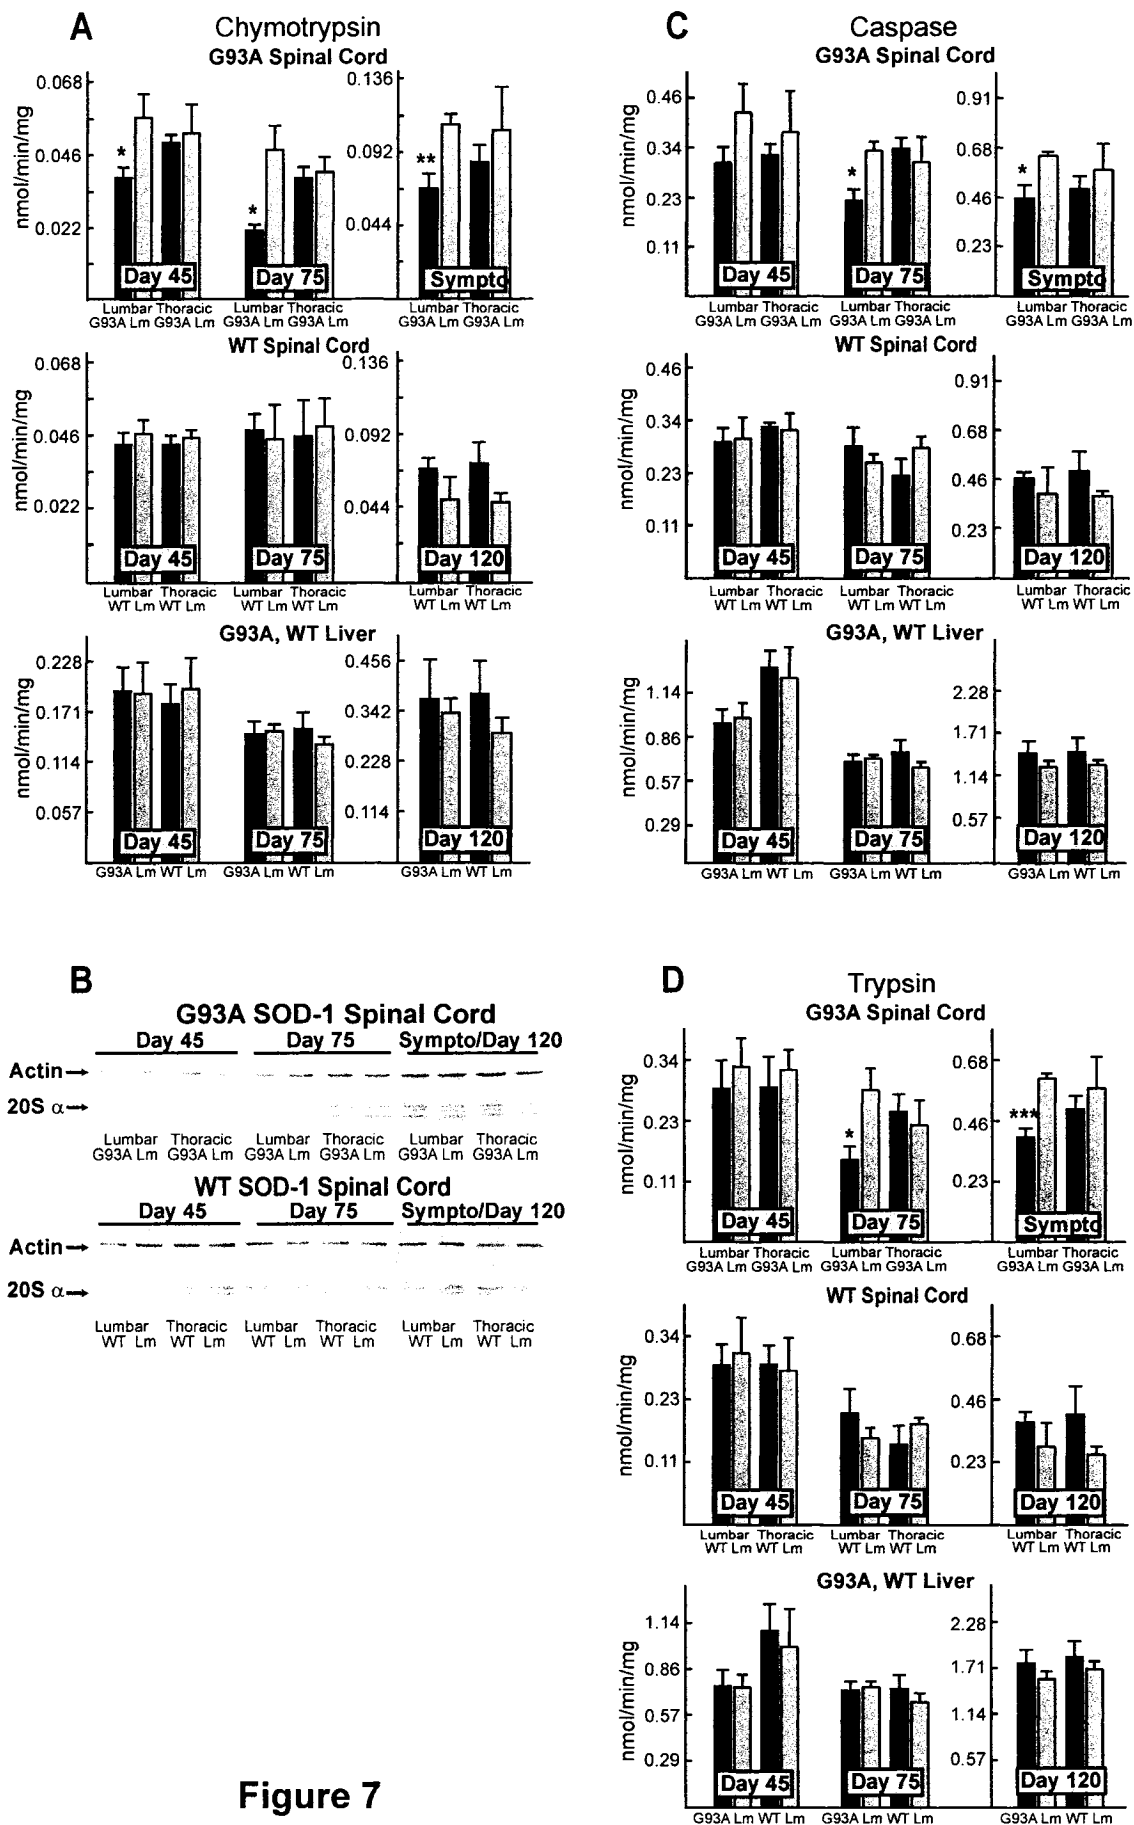 A
Chymotrypsin
G93A Spinal Cord
nmol/min/mg
0.068
0.046
0.022
0.136
0.092
0.044
*
*
**
Day 45
Day 75
Sympto
Lumbar Thoracic
G93A Lm G93A Lm
Lumbar Thoracic
G93A Lm G93A Lm
Lumbar Thoracic
G93A Lm G93A Lm
WT Spinal Cord
nmol/min/mg
0.068
0.046
0.022
0.136
0.092
0.044
Day 45
Day 75
Day 120
Lumbar Thoracic
WT Lm WT Lm
Lumbar Thoracic
WT Lm WT Lm
Lumbar Thoracic
WT Lm WT Lm
G93A, WT Liver
nmol/min/mg
0.228
0.171
0.114
0.057
0.456
0.342
0.228
0.114
Day 45
Day 75
Day 120
G93A Lm WT Lm
G93A Lm WT Lm
G93A Lm WT Lm
B
G93A SOD-1 Spinal Cord
Day 45 Day 75 Sympto/Day 120
Actin
20S α
Lumbar Thoracic Lumbar Thoracic Lumbar Thoracic
G93A Lm G93A Lm G93A Lm G93A Lm G93A Lm G93A Lm
WT SOD-1 Spinal Cord
Day 45 Day 75 Sympto/Day 120
Actin
20S α
Lumbar Thoracic Lumbar Thoracic Lumbar Thoracic
WT Lm WT Lm WT Lm WT Lm WT Lm WT Lm
C
Caspase
G93A Spinal Cord
nmol/min/mg
0.46
0.34
0.23
0.11
0.91
0.68
0.46
0.23
*
*
Day 45
Day 75
Sympto
Lumbar Thoracic
G93A Lm G93A Lm
Lumbar Thoracic
G93A Lm G93A Lm
Lumbar Thoracic
G93A Lm G93A Lm
WT Spinal Cord
nmol/min/mg
0.46
0.34
0.23
0.11
0.91
0.68
0.46
0.23
Day 45
Day 75
Day 120
Lumbar Thoracic
WT Lm WT Lm
Lumbar Thoracic
WT Lm WT Lm
Lumbar Thoracic
WT Lm WT Lm
G93A, WT Liver
nmol/min/mg
1.14
0.86
0.57
0.29
2.28
1.71
1.14
0.57
Day 45
Day 75
Day 120
G93A Lm WT Lm
G93A Lm WT Lm
G93A Lm WT Lm
D
Trypsin
G93A Spinal Cord
nmol/min/mg
0.34
0.23
0.11
0.68
0.46
0.23
*
***
Day 45
Day 75
Sympto
Lumbar Thoracic
G93A Lm G93A Lm
Lumbar Thoracic
G93A Lm G93A Lm
Lumbar Thoracic
G93A Lm G93A Lm
WT Spinal Cord
nmol/min/mg
0.34
0.23
0.11
0.68
0.46
0.23
Day 45
Day 75
Day 120
Lumbar Thoracic
WT Lm WT Lm
Lumbar Thoracic
WT Lm WT Lm
Lumbar Thoracic
WT Lm WT Lm
G93A, WT Liver
nmol/min/mg
1.14
0.86
0.57
0.29
2.28
1.71
1.14
0.57
Day 45
Day 75
Day 120
G93A Lm WT Lm
G93A Lm WT Lm
G93A Lm WT Lm
Figure 7